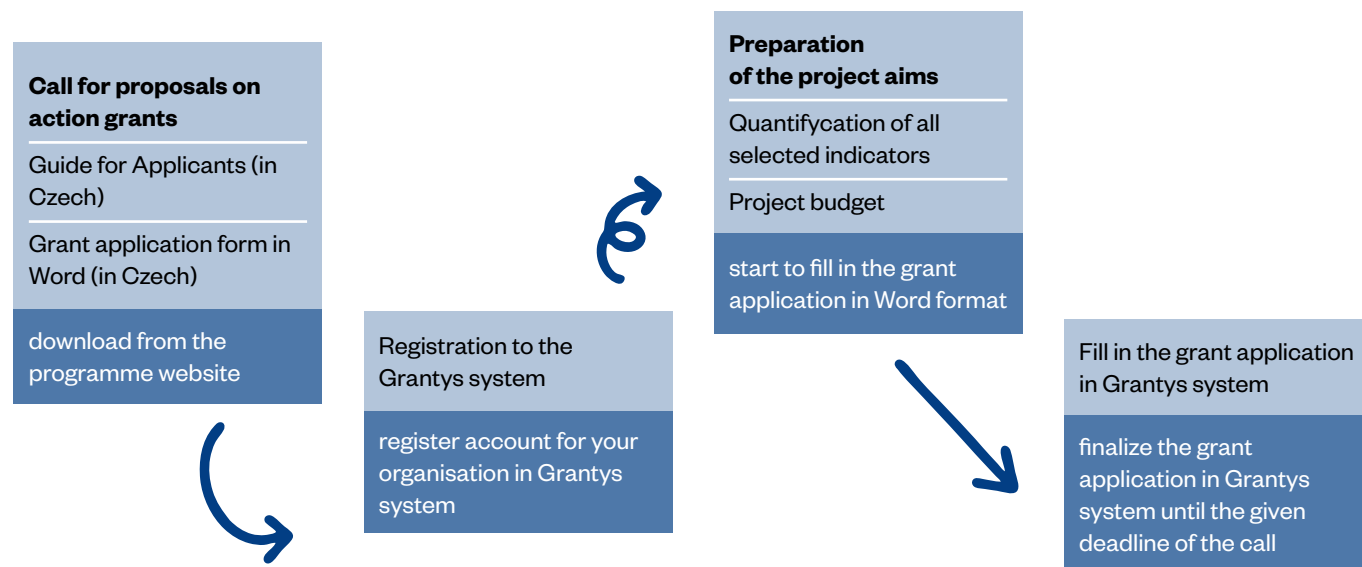 Call for proposals on
action grants
Guide for Applicants (in
Czech)
Grant application form in
Word (in Czech)
download from the
programme website
Registration to the
Grantys system
register account for your
organisation in Grantys
system
Preparation
of the project aims
Quantifycation of all
selected indicators
Project budget
start to fill in the grant
application in Word format
Fill in the grant application
in Grantys system
finalize the grant
application in Grantys
system until the given
deadline of the call